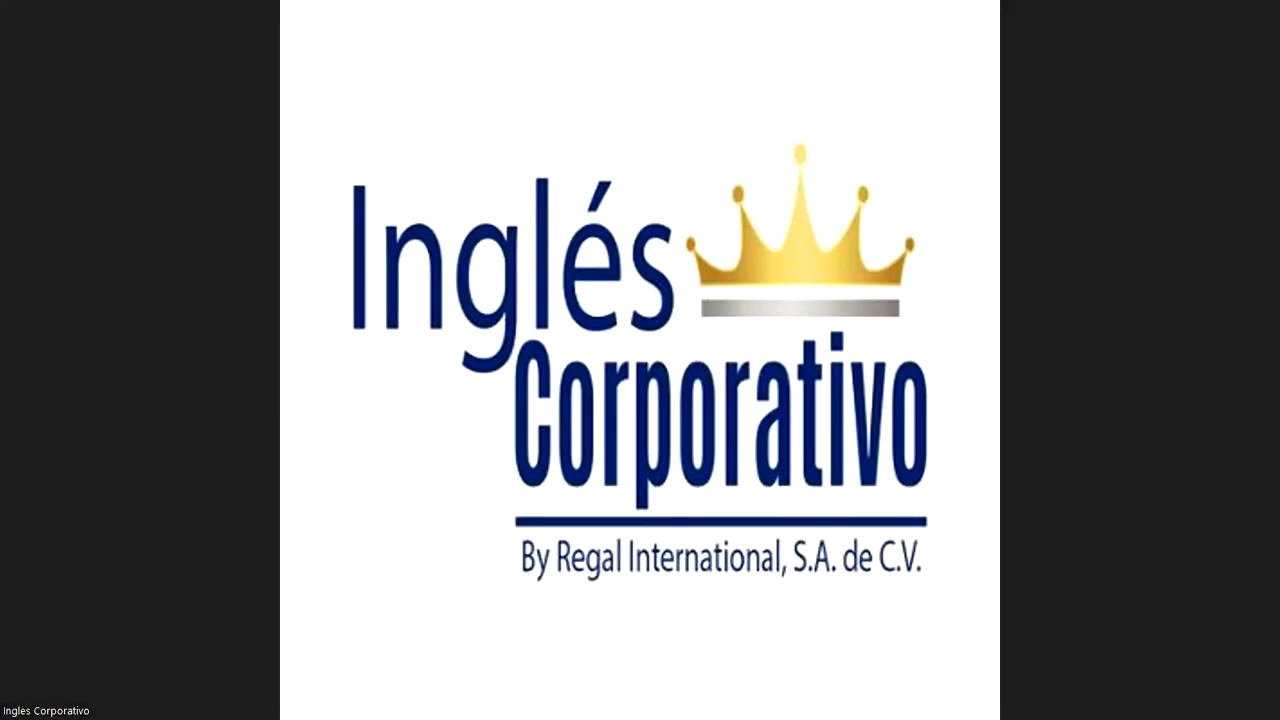 Inglés
Corporativo
By Regal International, S.A. de C.V.
Ingles Corporativo